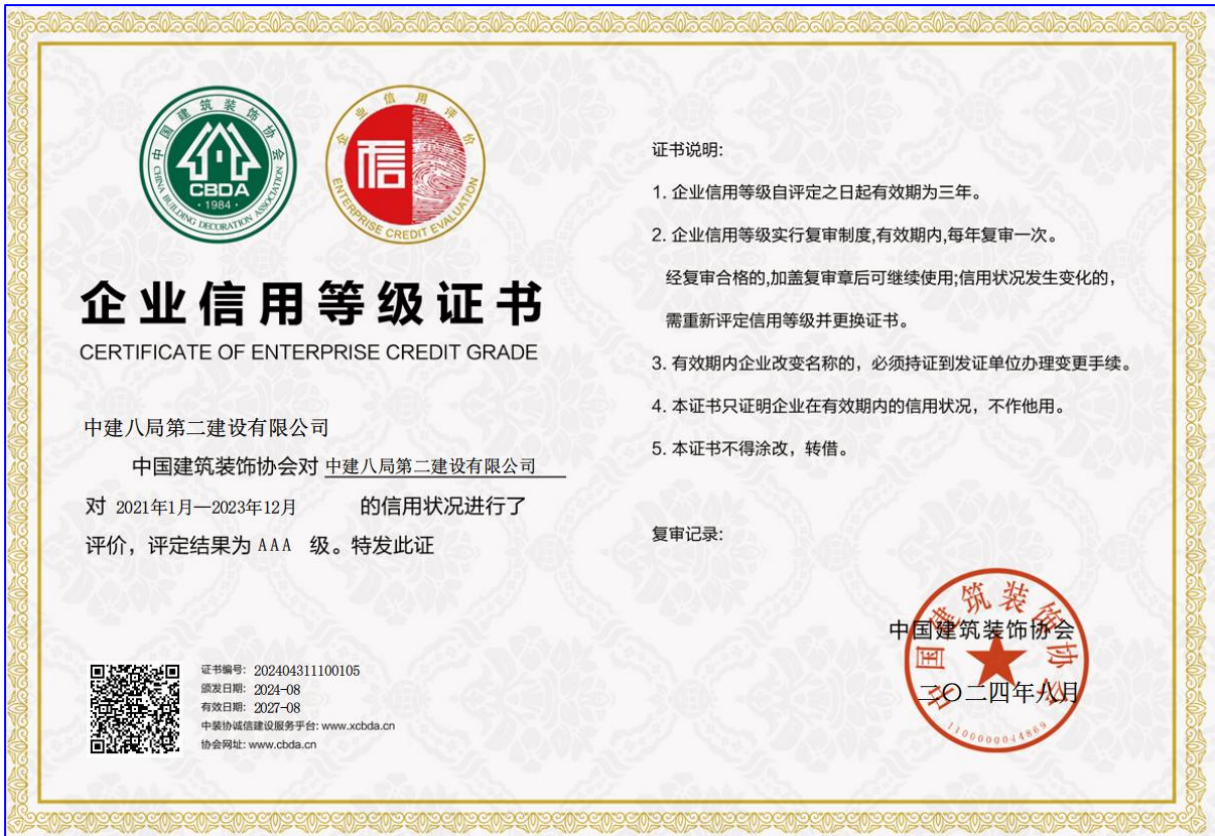 中国建筑装饰协会
CBDA
·1984·
CHINA BUILDING DECORATION ASSOCIATION
企业信用评价
信
ENTERPRISE CREDIT EVALUATION
企业信用等级证书
CERTIFICATE OF ENTERPRISE CREDIT GRADE
中建八局第二建设有限公司
中国建筑装饰协会对 中建八局第二建设有限公司
对 2021年1月—2023年12月 的信用状况进行了
评价，评定结果为 AAA 级。特发此证
证书编号: 202404311100105
颁发日期: 2024-08
有效日期: 2027-08
中装协诚信建设服务平台: www.xcbda.cn
协会网址: www.cbda.cn
证书说明:
1. 企业信用等级自评定之日起有效期为三年。
2. 企业信用等级实行复审制度,有效期内,每年复审一次。
经复审合格的,加盖复审章后可继续使用;信用状况发生变化的,
需重新评定信用等级并更换证书。
3. 有效期内企业改变名称的，必须持证到发证单位办理变更手续。
4. 本证书只证明企业在有效期内的信用状况，不作他用。
5. 本证书不得涂改，转借。
复审记录:
中国建筑装饰协会
二〇二四年八月
中国建筑装饰协会
1100000044869